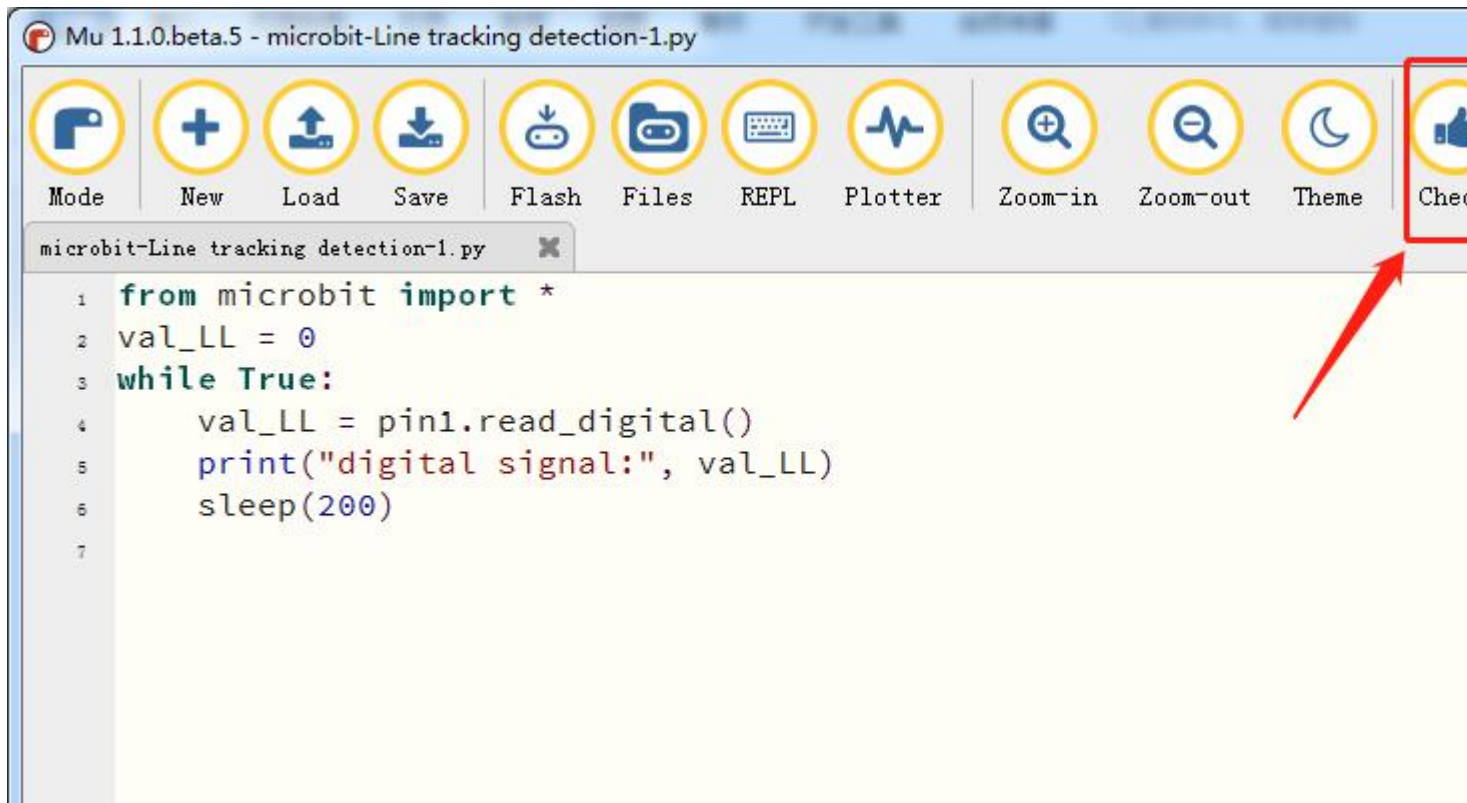 Mu 1.1.0.beta.5 - microbit-Line tracking detection-1.py
Mode New Load Save Flash Files REPL Plotter Zoom-in Zoom-out Theme
microbit-Line tracking detection-1.py
1 from microbit import *
2 val_LL = 0
3 while True:
4 val_LL = pin1.read_digital()
5 print("digital signal:", val_LL)
6 sleep(200)
7